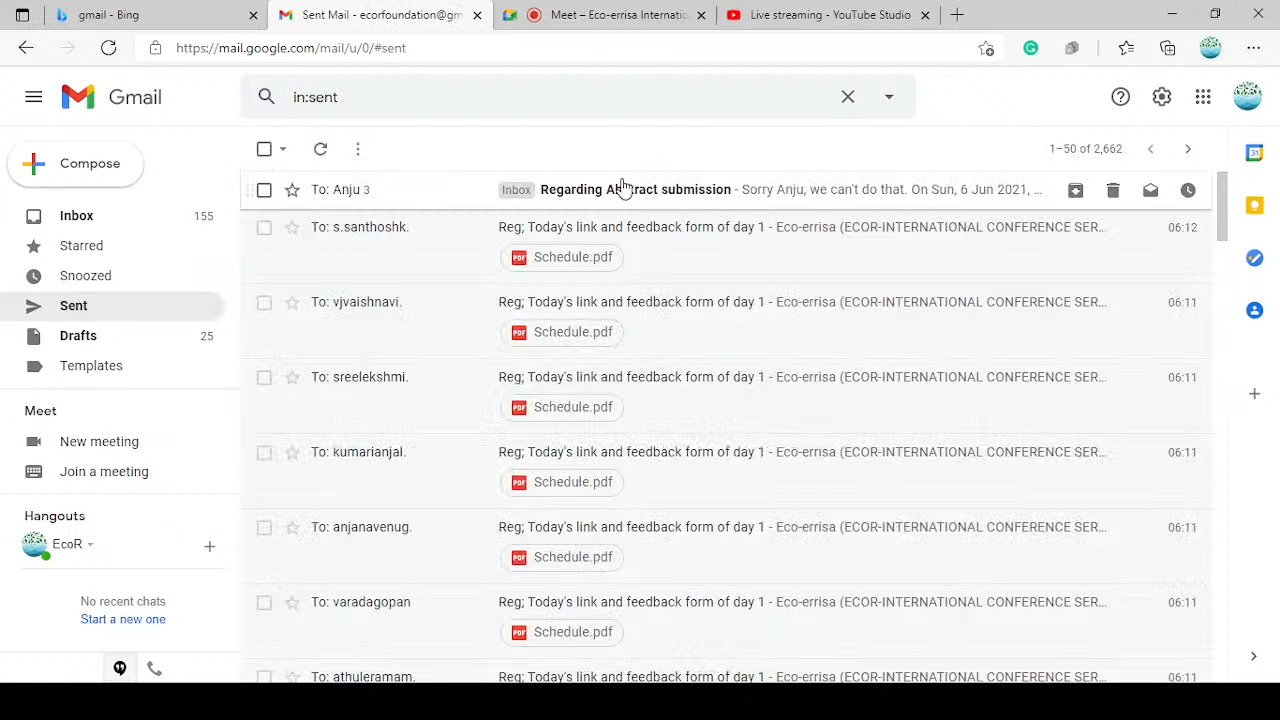 gmail - Bing
Sent Mail - ecorfoundation@gm
Meet – Eco-errisa Internatio
Live streaming - YouTube Studio
https://mail.google.com/mail/u/0/#sent
Gmail
in:sent
Compose
1–50 of 2,662
Inbox 155
Starred
Snoozed
Sent
Drafts 25
Templates
Meet
New meeting
Join a meeting
Hangouts
EcoR
No recent chats
Start a new one
To: Anju 3 Inbox Regarding Abstract submission - Sorry Anju, we can't do that. On Sun, 6 Jun 2021, ...
To: s.santhoshk. Reg; Today's link and feedback form of day 1 - Eco-errisa (ECOR-INTERNATIONAL CONFERENCE SER... 06:12
PDF Schedule.pdf
To: vjvaishnavi. Reg; Today's link and feedback form of day 1 - Eco-errisa (ECOR-INTERNATIONAL CONFERENCE SER... 06:11
PDF Schedule.pdf
To: sreelekshmi. Reg; Today's link and feedback form of day 1 - Eco-errisa (ECOR-INTERNATIONAL CONFERENCE SER... 06:11
PDF Schedule.pdf
To: kumarianjal. Reg; Today's link and feedback form of day 1 - Eco-errisa (ECOR-INTERNATIONAL CONFERENCE SER... 06:11
PDF Schedule.pdf
To: anjanavenug. Reg; Today's link and feedback form of day 1 - Eco-errisa (ECOR-INTERNATIONAL CONFERENCE SER... 06:11
PDF Schedule.pdf
To: varadagopan Reg; Today's link and feedback form of day 1 - Eco-errisa (ECOR-INTERNATIONAL CONFERENCE SER... 06:11
PDF Schedule.pdf
To: athuleramam. Reg; Today's link and feedback form of day 1 - Eco-errisa (ECOR-INTERNATIONAL CONFERENCE SER... 06:11